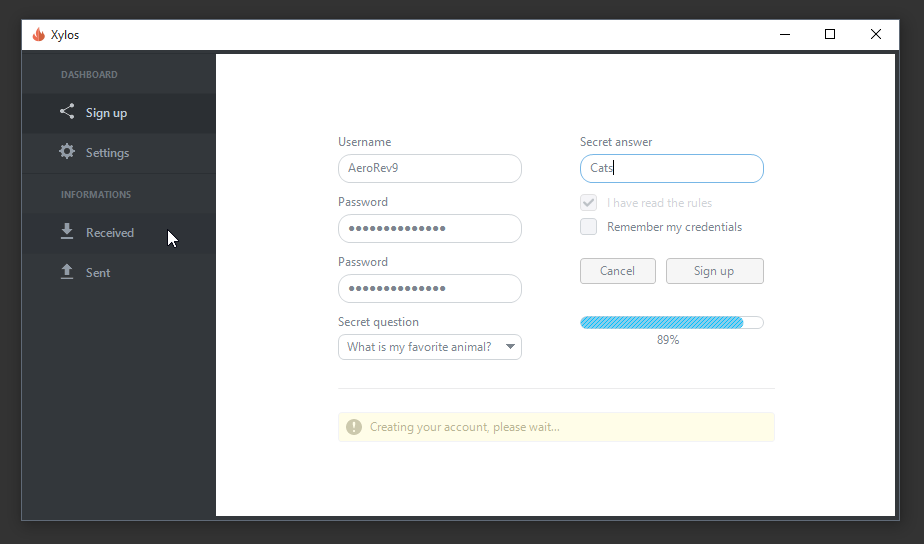 Xylos
DASHBOARD
Sign up
Settings
INFORMATIONS
Received
Sent
Username
AeroRev9
Password
●●●●●●●●●●●●●●
Password
●●●●●●●●●●●●●●
Secret question
What is my favorite animal?
Secret answer
Cats
I have read the rules
Remember my credentials
Cancel
Sign up
89%
Creating your account, please wait...